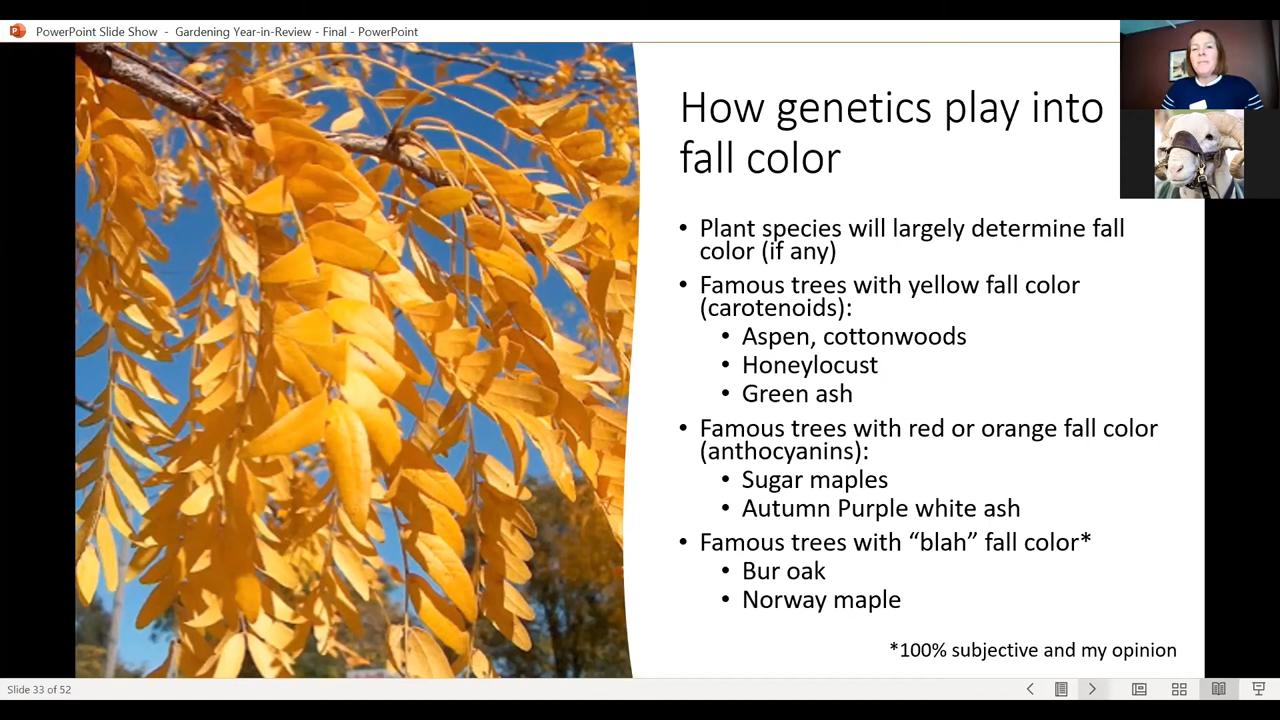 PowerPoint Slide Show - Gardening Year-in-Review - Final - PowerPoint
How genetics play into
fall color
• Plant species will largely determine fall
color (if any)
• Famous trees with yellow fall color
(carotenoids):
• Aspen, cottonwoods
• Honeylocust
• Green ash
• Famous trees with red or orange fall color
(anthocyanins):
• Sugar maples
• Autumn Purple white ash
• Famous trees with “blah” fall color*
• Bur oak
• Norway maple
*100% subjective and my opinion
Slide 33 of 52